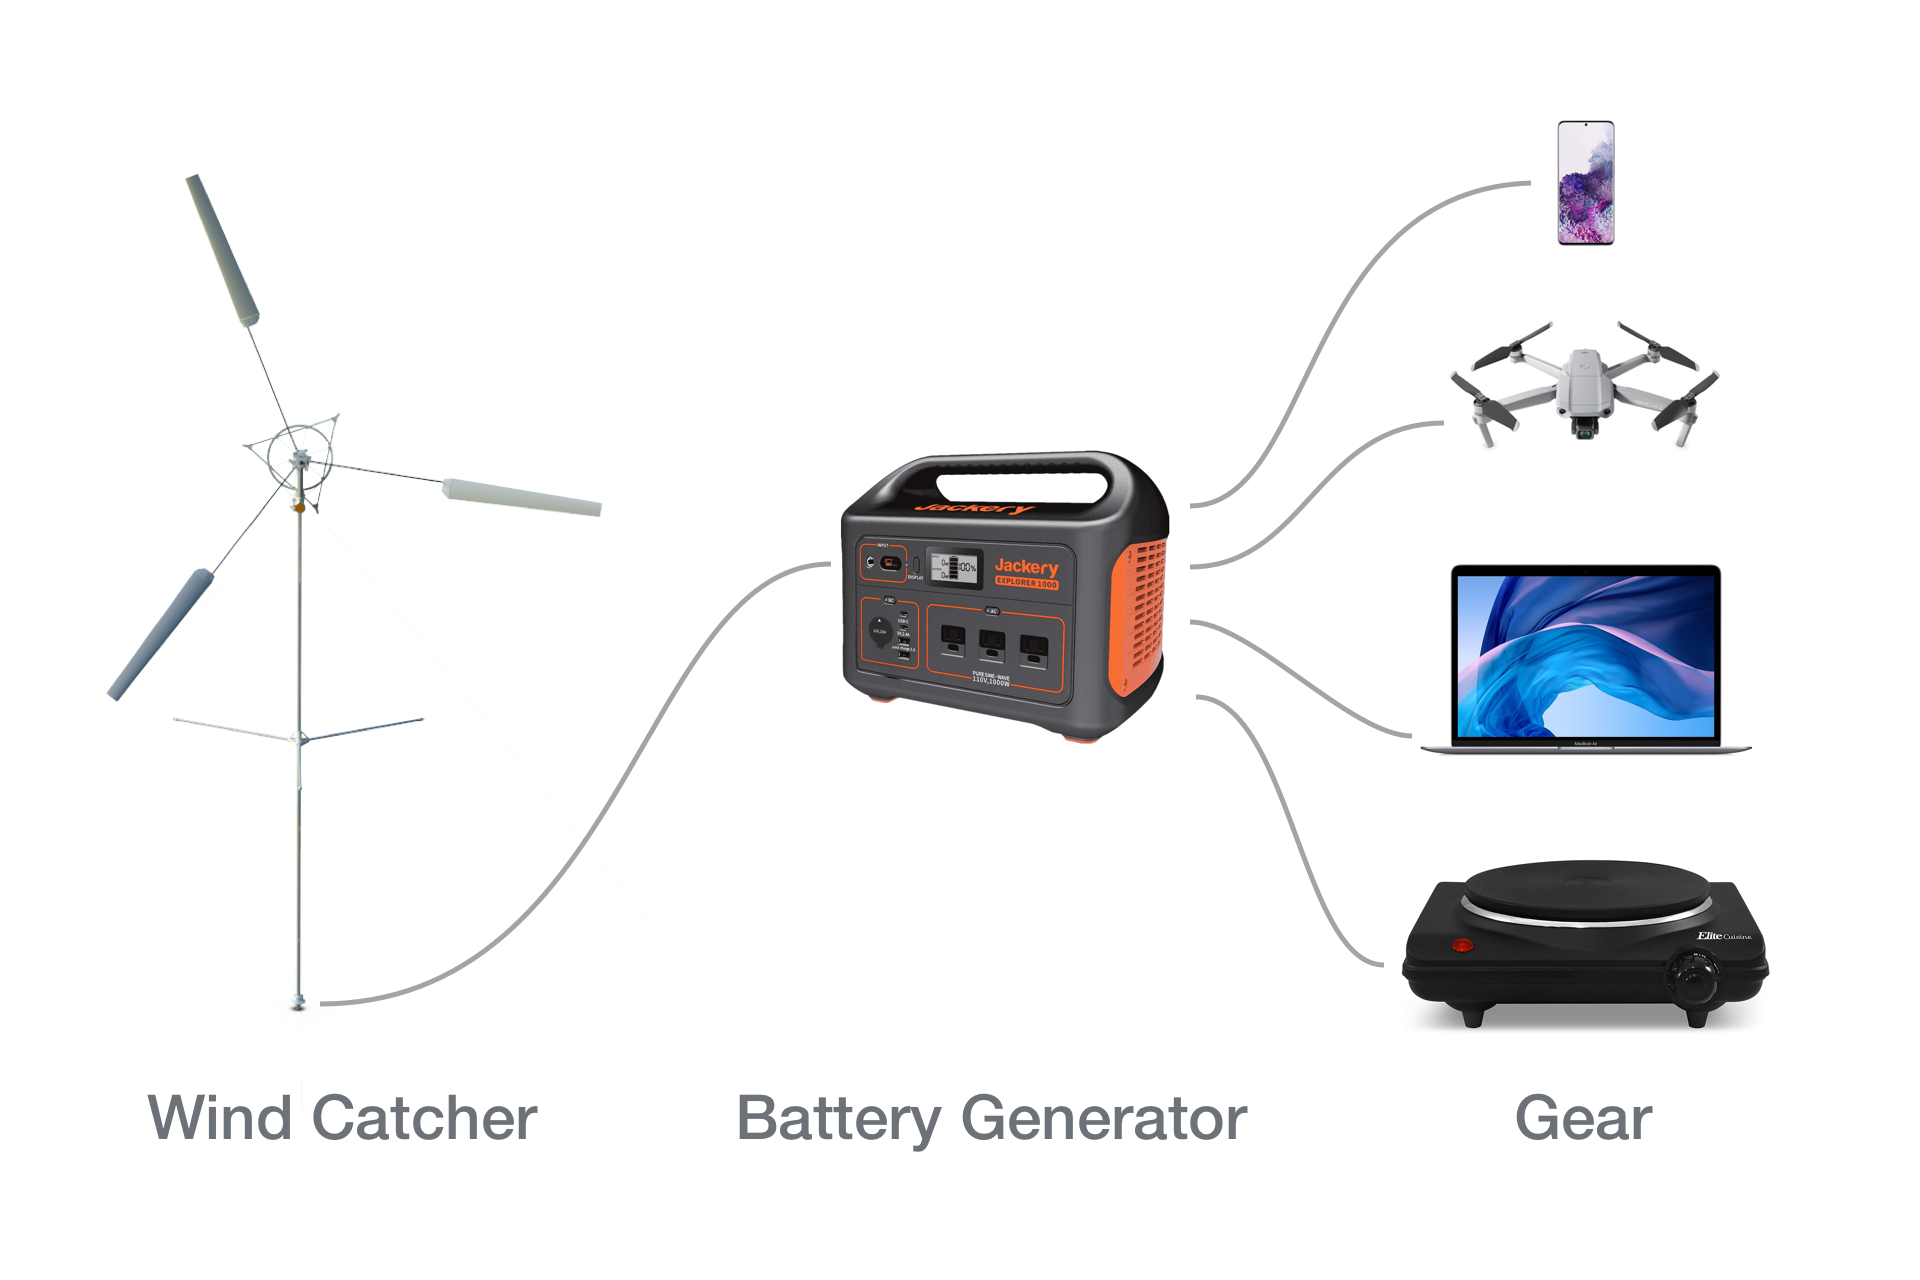 Jackery
INPUT
DISPLAY
100%
Jackery
EXPLORER 1000
DC
AC
USB-C
PURE SINE-WAVE
110V,1000W
MacBook Air
Elite Cuisine
Wind Catcher
Battery Generator
Gear